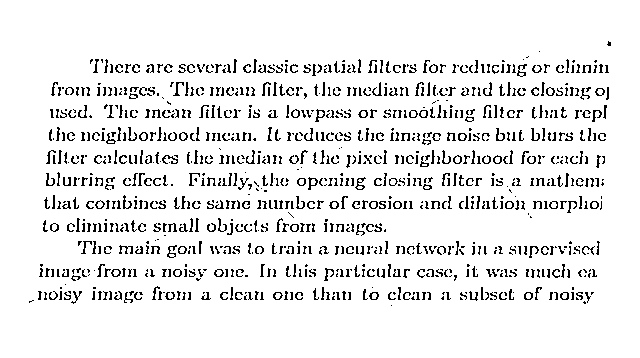 There are several classic spatial filters for reducing or elimin
from images. The mean filter, the median filter and the closing op
used. The mean filter is a lowpass or smoothing filter that repl
the neighborhood mean. It reduces the image noise but blurs the
filter calculates the median of the pixel neighborhood for each p
blurring effect. Finally, the opening closing filter is a mathema
that combines the same number of erosion and dilation morphol
to eliminate small objects from images.
The main goal was to train a neural network in a supervised
image from a noisy one. In this particular case, it was much ea
noisy image from a clean one than to clean a subset of noisy